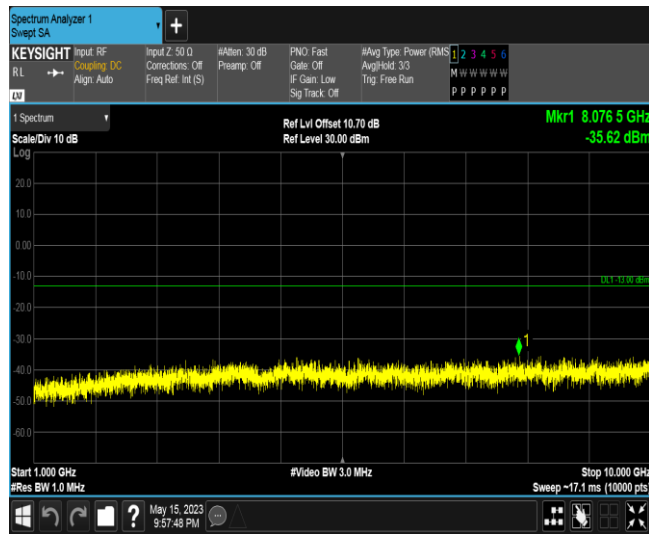 Spectrum Analyzer 1
Swept SA
+
KEYSIGHT
RL
LXI
Input: RF
Coupling: DC
Align: Auto
Input Z: 50 Ω
Corrections: Off
Freq Ref: Int (S)
#Atten: 30 dB
Preamp: Off
PNO: Fast
Gate: Off
IF Gain: Low
Sig Track: Off
#Avg Type: Power (RMS
Avg|Hold: 3/3
Trig: Free Run
1 2 3 4 5 6
M W W W W W
P P P P P P
1 Spectrum
Scale/Div 10 dB
Log
Ref Lvl Offset 10.70 dB
Ref Level 30.00 dBm
Mkr1 8.076 5 GHz
-35.62 dBm
20.0
10.0
0.00
-10.0
DL1 -13.00 dBm
-20.0
-30.0
1
-40.0
-50.0
-60.0
Start 1.000 GHz
#Res BW 1.0 MHz
#Video BW 3.0 MHz
Stop 10.000 GHz
Sweep ~17.1 ms (10000 pts)
?
May 15, 2023
9:57:48 PM